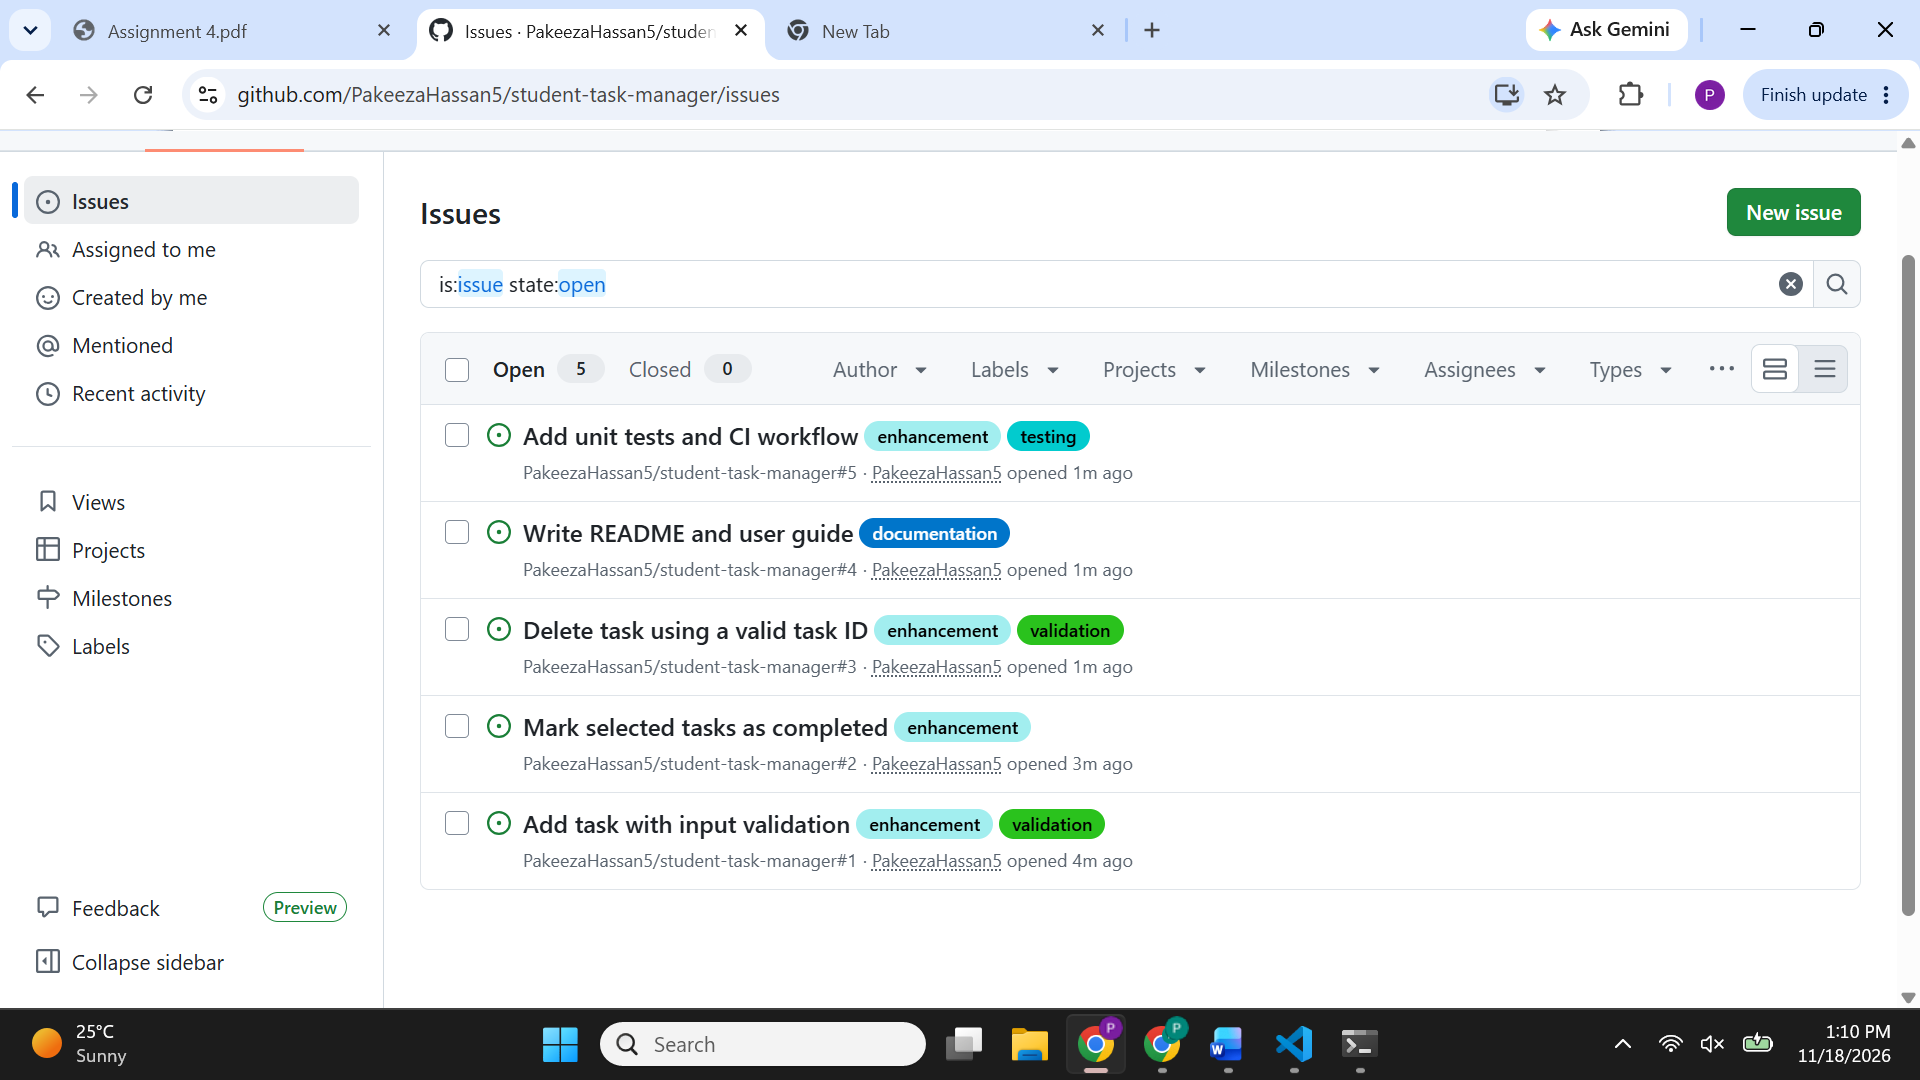 Assignment 4.pdf
Issues · PakeezaHassan5/studen
New Tab
Ask Gemini
github.com/PakeezaHassan5/student-task-manager/issues
P
Finish update
Issues
Assigned to me
Created by me
Mentioned
Recent activity
Views
Projects
Milestones
Labels
Feedback
Preview
Collapse sidebar
Issues
New issue
is:issue state:open
Open 5 Closed 0 Author Labels Projects Milestones Assignees Types
Add unit tests and CI workflow enhancement testing
PakeezaHassan5/student-task-manager#5 · PakeezaHassan5 opened 1m ago
Write README and user guide documentation
PakeezaHassan5/student-task-manager#4 · PakeezaHassan5 opened 1m ago
Delete task using a valid task ID enhancement validation
PakeezaHassan5/student-task-manager#3 · PakeezaHassan5 opened 1m ago
Mark selected tasks as completed enhancement
PakeezaHassan5/student-task-manager#2 · PakeezaHassan5 opened 3m ago
Add task with input validation enhancement validation
PakeezaHassan5/student-task-manager#1 · PakeezaHassan5 opened 4m ago
25°C
Sunny
Search
P
P
W
1:10 PM
11/18/2026